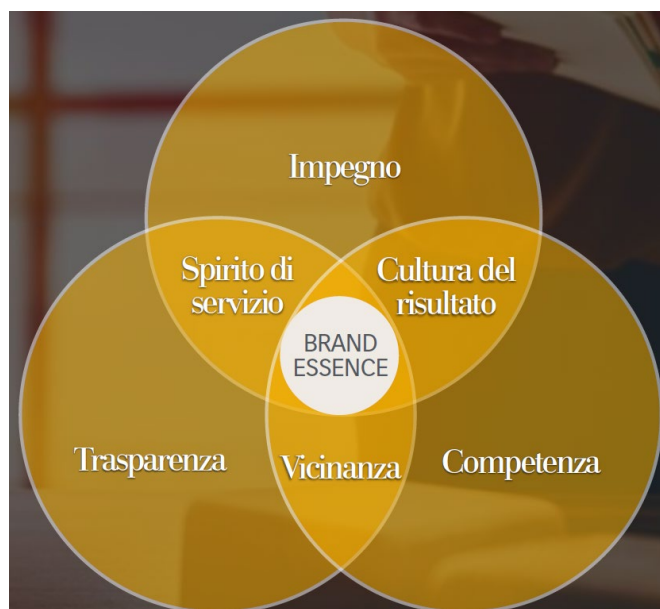 Impegno
Spirito di
servizio
Cultura del
risultato
BRAND
ESSENCE
Trasparenza
Vicinanza
Competenza